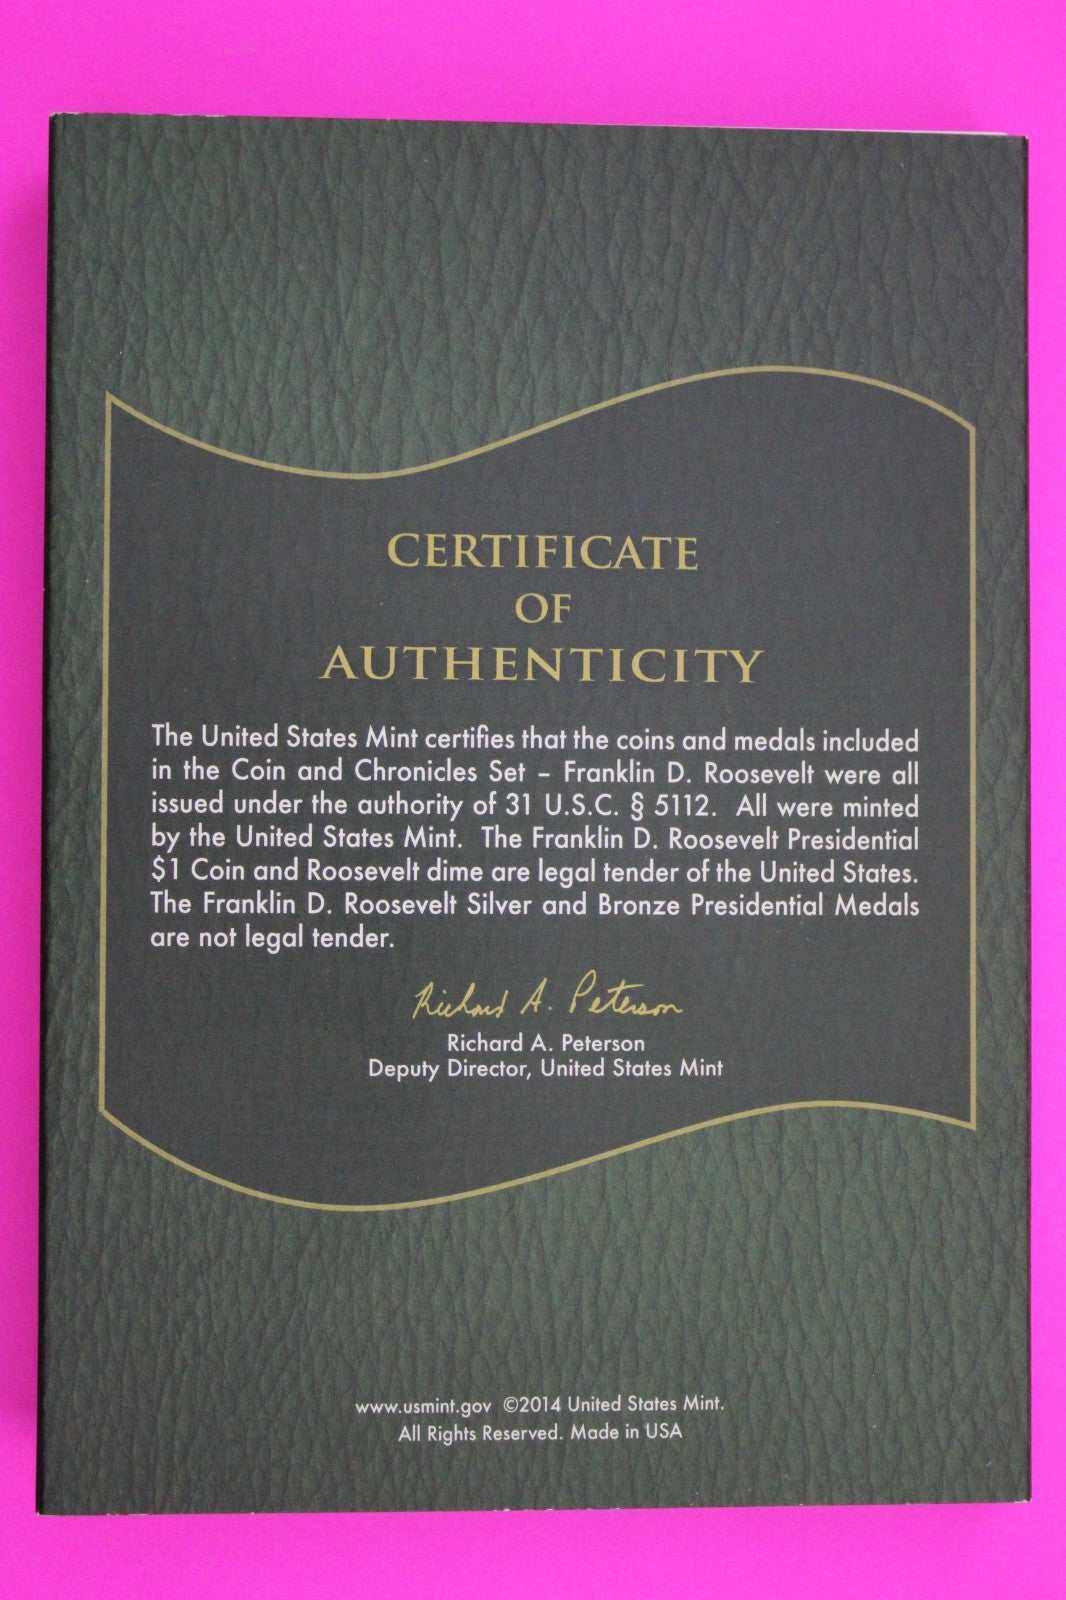 CERTIFICATE
OF
AUTHENTICITY
The United States Mint certifies that the coins and medals included
in the Coin and Chronicles Set – Franklin D. Roosevelt were all
issued under the authority of 31 U.S.C. § 5112. All were minted
by the United States Mint. The Franklin D. Roosevelt Presidential
$1 Coin and Roosevelt dime are legal tender of the United States.
The Franklin D. Roosevelt Silver and Bronze Presidential Medals
are not legal tender.
Richard A. Peterson
Richard A. Peterson
Deputy Director, United States Mint
www.usmint.gov ©2014 United States Mint.
All Rights Reserved. Made in USA